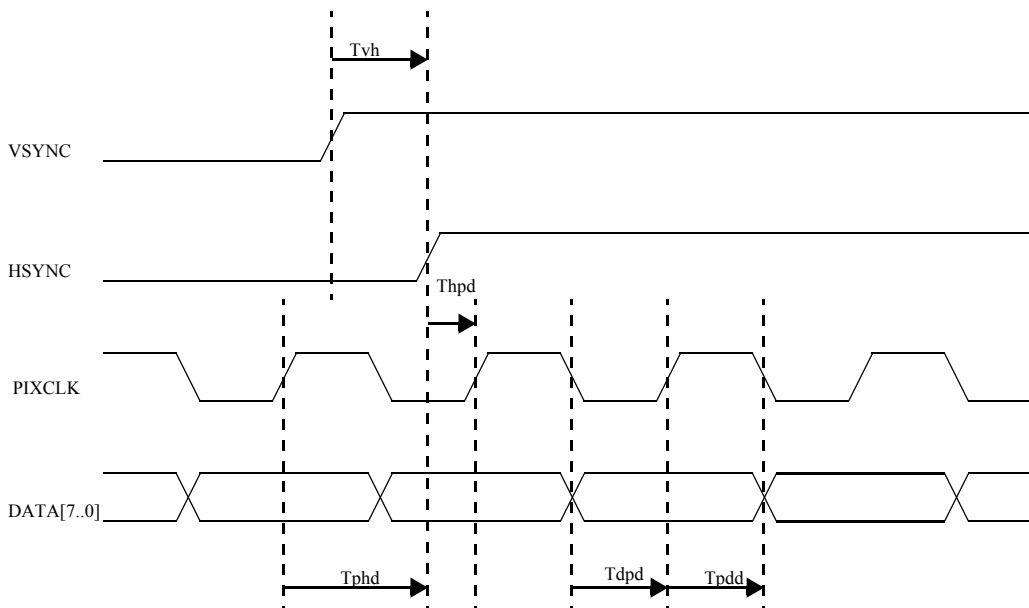 Tvh
VSYNC
HSYNC
Thpd
PIXCLK
DATA[7..0]
Tphd
Tdpd
Tpdd